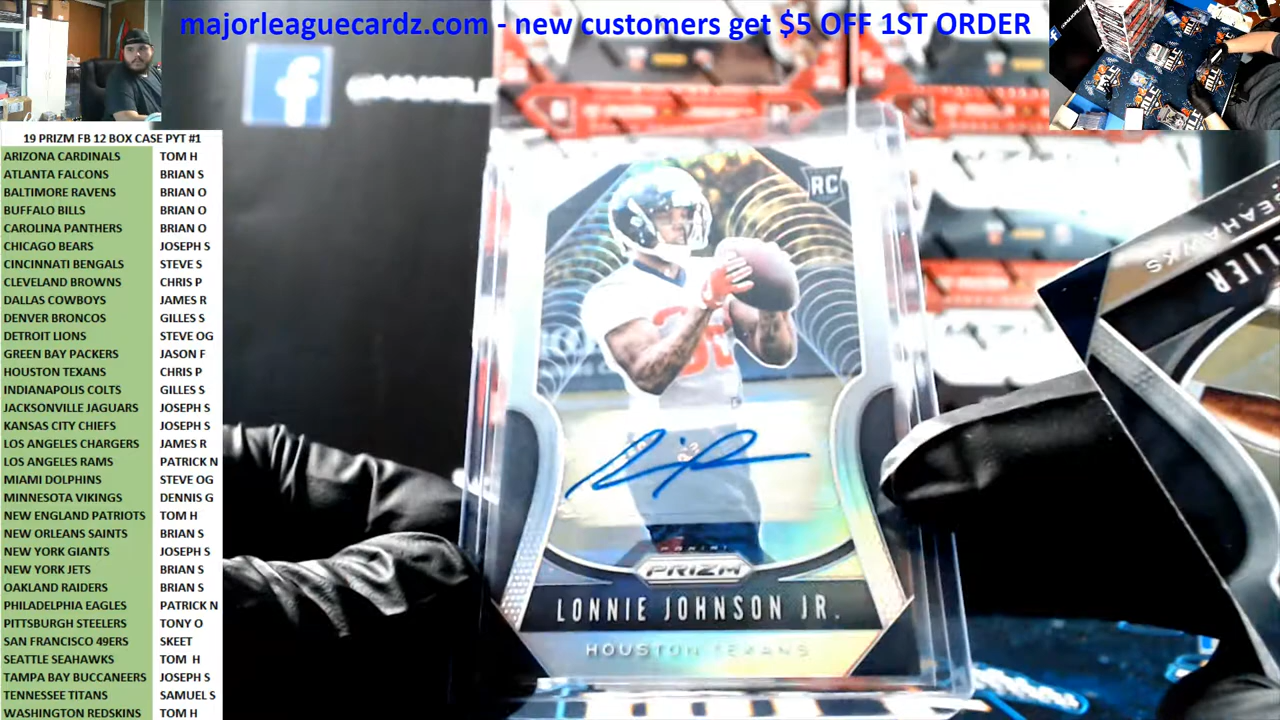 majorleaguecardz.com - new customers get $5 OFF 1ST ORDER
19 PRIZM FB 12 BOX CASE PYT #1
ARIZONA CARDINALS TOM H
ATLANTA FALCONS BRIAN S
BALTIMORE RAVENS BRIAN O
BUFFALO BILLS BRIAN O
CAROLINA PANTHERS BRIAN O
CHICAGO BEARS JOSEPH S
CINCINNATI BENGALS STEVE S
CLEVELAND BROWNS CHRIS P
DALLAS COWBOYS JAMES R
DENVER BRONCOS GILLES S
DETROIT LIONS STEVE OG
GREEN BAY PACKERS JASON F
HOUSTON TEXANS CHRIS P
INDIANAPOLIS COLTS GILLES S
JACKSONVILLE JAGUARS JOSEPH S
KANSAS CITY CHIEFS JOSEPH S
LOS ANGELES CHARGERS JAMES R
LOS ANGELES RAMS PATRICK N
MIAMI DOLPHINS STEVE OG
MINNESOTA VIKINGS DENNIS G
NEW ENGLAND PATRIOTS TOM H
NEW ORLEANS SAINTS BRIAN S
NEW YORK GIANTS JOSEPH S
NEW YORK JETS BRIAN S
OAKLAND RAIDERS BRIAN S
PHILADELPHIA EAGLES PATRICK N
PITTSBURGH STEELERS TONY O
SAN FRANCISCO 49ERS SKEET
SEATTLE SEAHAWKS TOM H
TAMPA BAY BUCCANEERS JOSEPH S
TENNESSEE TITANS SAMUEL S
WASHINGTON REDSKINS TOM H
f
RC
PANINI
PRIZM
LONNIE JOHNSON JR.
HOUSTON TEXANS
EAHAWKS
LIER